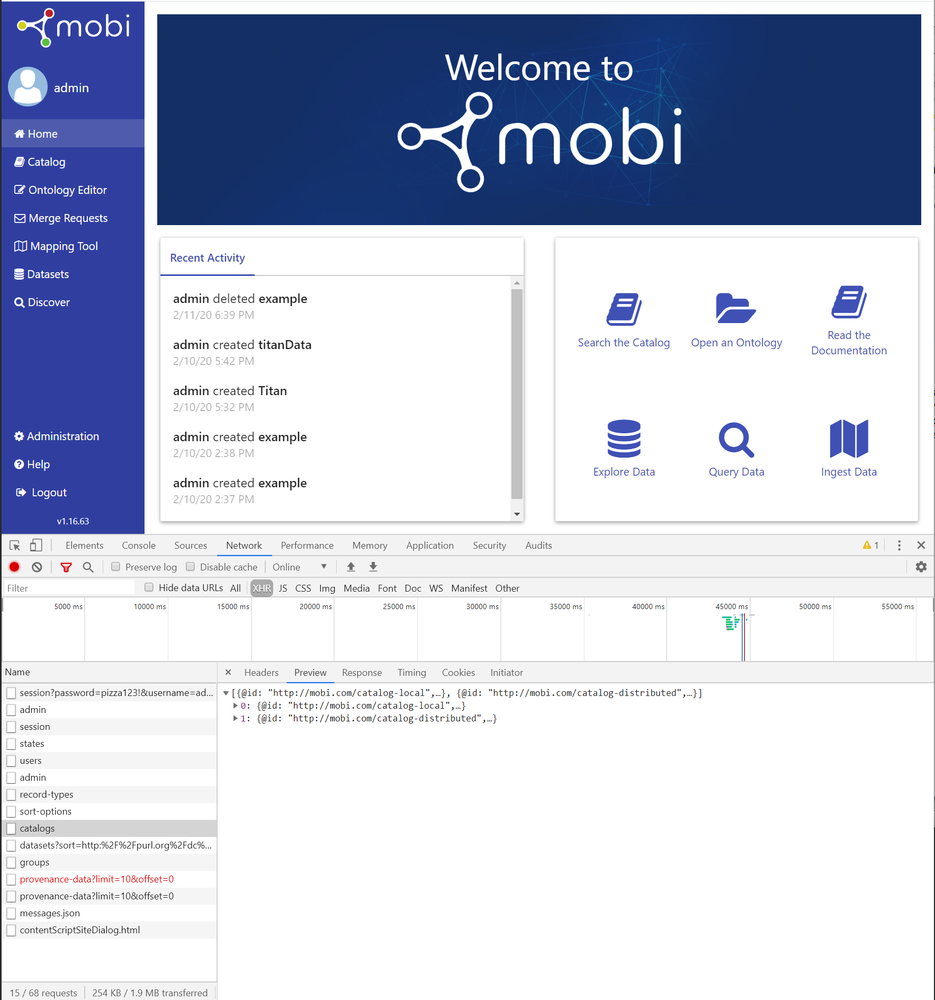 mobi
admin
Home
Catalog
Ontology Editor
Merge Requests
Mapping Tool
Datasets
Discover
Administration
Help
Logout
v1.16.63
Welcome to
mobi
Recent Activity
admin deleted example
2/11/20 6:39 PM
admin created titanData
2/10/20 5:42 PM
admin created Titan
2/10/20 5:32 PM
admin created example
2/10/20 2:38 PM
admin created example
2/10/20 2:37 PM
Search the Catalog
Open an Ontology
Read the
Documentation
Explore Data
Query Data
Ingest Data
Elements Console Sources Network Performance Memory Application Security Audits 1
Preserve log Disable cache Online
Filter Hide data URLs All XHR JS CSS Img Media Font Doc WS Manifest Other
5000 ms 10000 ms 15000 ms 20000 ms 25000 ms 30000 ms 35000 ms 40000 ms 45000 ms 50000 ms 55000 ms
Name
session?password=pizza123!&username=ad...
admin
session
states
users
admin
record-types
sort-options
catalogs
datasets?sort=http:%2F%2Fpurl.org%2Fdc%...
groups
provenance-data?limit=10&offset=0
provenance-data?limit=10&offset=0
messages.json
contentScriptSiteDialog.html
15 / 68 requests 254 KB / 1.9 MB transferred
Headers Preview Response Timing Cookies Initiator
[{@id: "http://mobi.com/catalog-local",…}, {@id: "http://mobi.com/catalog-distributed",…}]
0: {@id: "http://mobi.com/catalog-local",…}
1: {@id: "http://mobi.com/catalog-distributed",…}